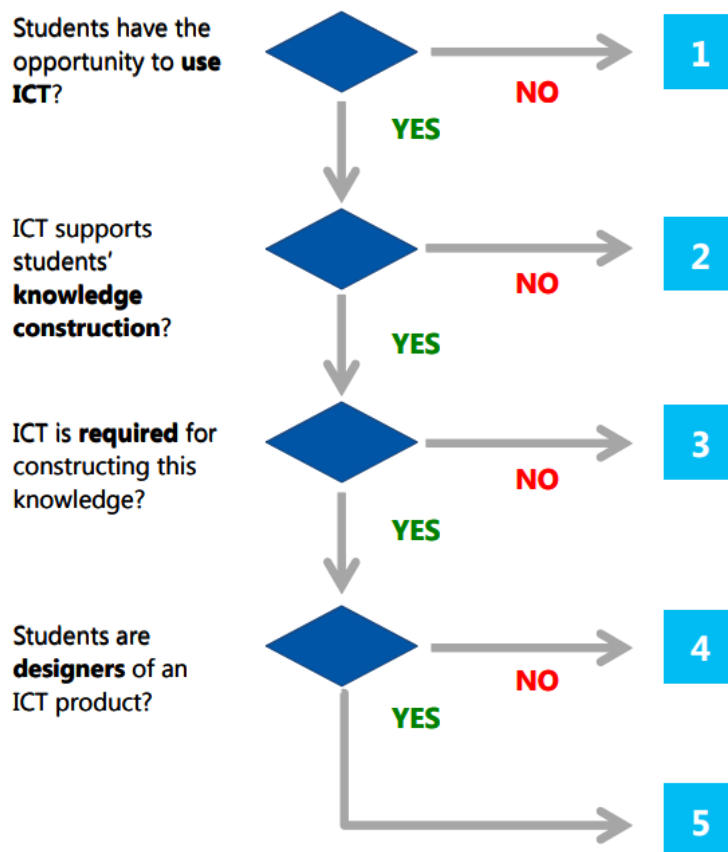 Students have the
opportunity to use
ICT?
1
NO
YES
ICT supports
students’
knowledge
construction?
2
NO
YES
ICT is required for
constructing this
knowledge?
3
NO
YES
Students are
designers of an
ICT product?
4
NO
YES
5